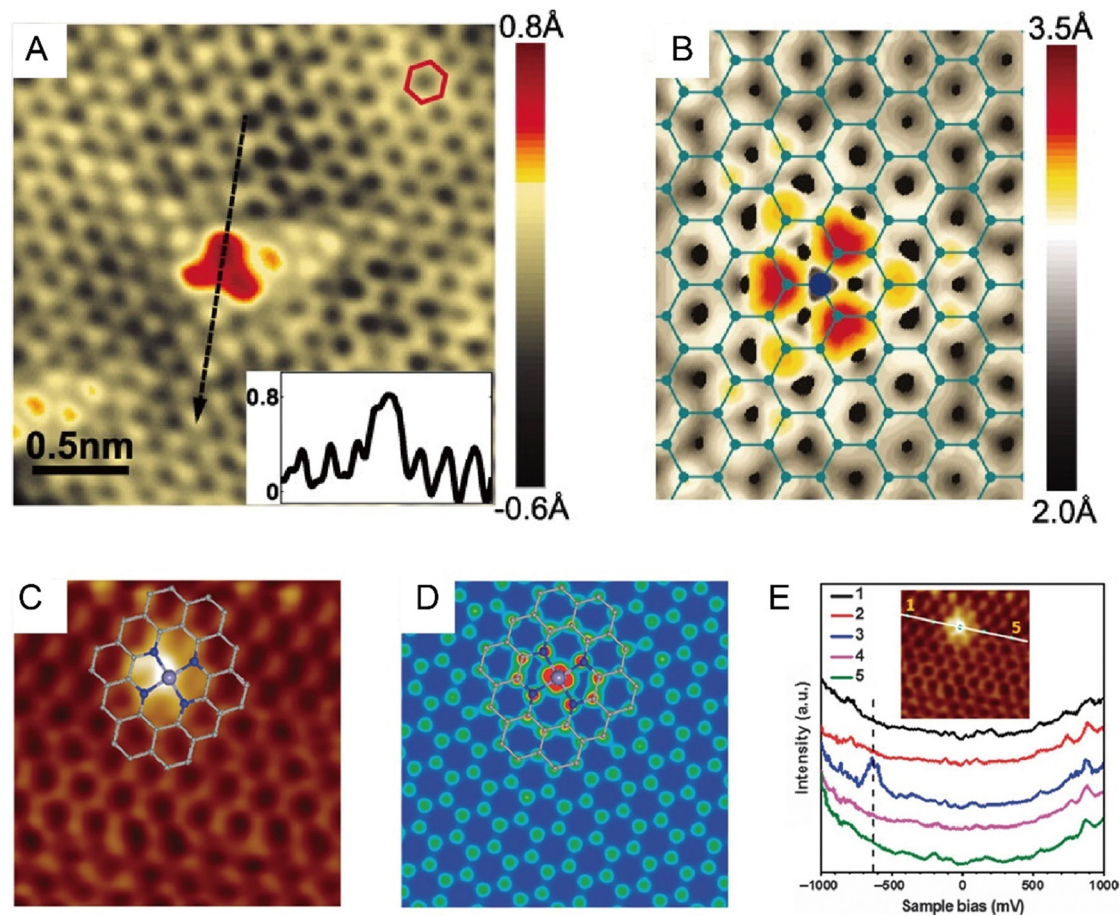 A
0.8Å
-0.6Å
0.5nm
0.8
0
B
3.5Å
2.0Å
C
D
E
1
2
3
4
5
1
5
Intensity (a.u.)
−1000
−500
0
500
1000
Sample bias (mV)